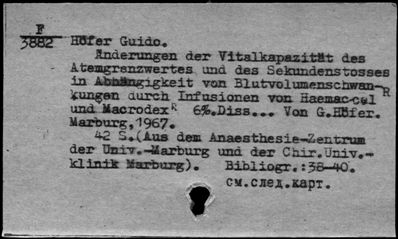 F
3882
Höfer Guido.
Änderungen der Vitalkapazität des
Atemgrenzwertes und des Sekundenstosses
in Abhängigkeit von Blutvolumenschwan-
kungen durch Infusionen von Haemac-cel R
und Macrodex R 6%.Diss... Von G.Höfer.
Marburg,1967.
42 S.(Aus dem Anaesthesie-Zentrum
der Univ.-Marburg und der Chir.Univ.-
klinik Marburg). Bibliogr.:38-40.
см.след.карт.